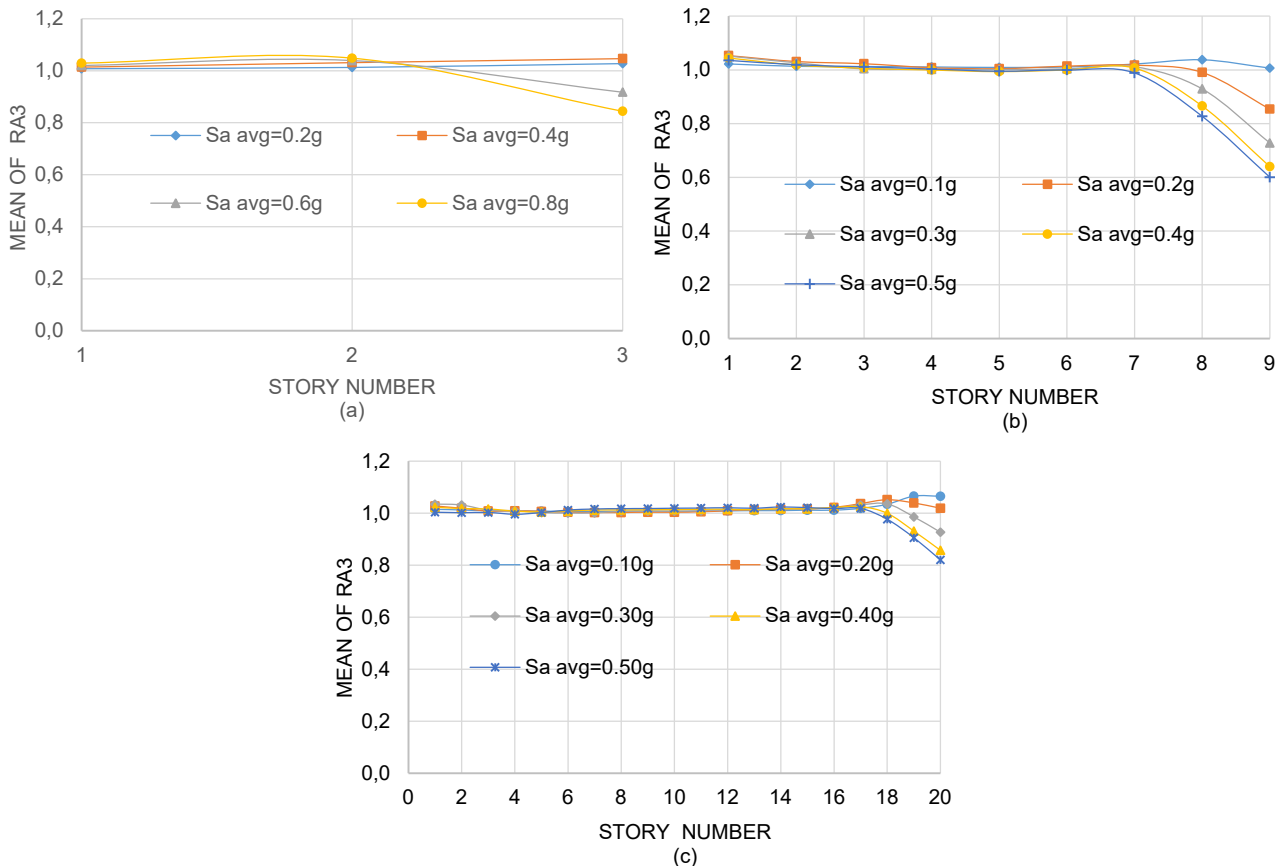 1,2
1,0
0,8
0,6
0,4
0,2
0,0
MEAN OF RA3
Sa avg=0.2g
Sa avg=0.4g
Sa avg=0.6g
Sa avg=0.8g
1 2 3
STORY NUMBER
(a)
1,2
1,0
0,8
0,6
0,4
0,2
0,0
MEAN OF RA3
Sa avg=0.1g
Sa avg=0.2g
Sa avg=0.3g
Sa avg=0.4g
Sa avg=0.5g
1 2 3 4 5 6 7 8 9
STORY NUMBER
(b)
1,2
1,0
0,8
0,6
0,4
0,2
0,0
MEAN OF RA3
Sa avg=0.10g
Sa avg=0.20g
Sa avg=0.30g
Sa avg=0.40g
Sa avg=0.50g
0 2 4 6 8 10 12 14 16 18 20
STORY NUMBER
(c)